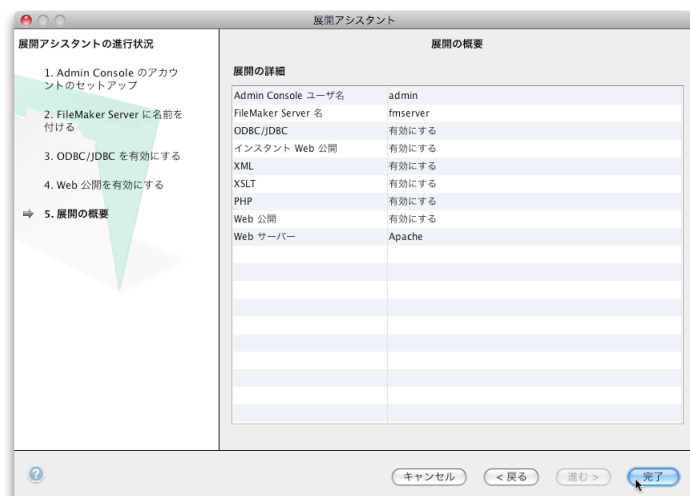 展開アシスタント
展開アシスタントの進行状況
1. Admin Console のアカウ
ントのセットアップ
2. FileMaker Server に名前を
付ける
3. ODBC/JDBC を有効にする
4. Web 公開を有効にする
5. 展開の概要
展開の概要
展開の詳細
Admin Console ユーザ名 admin
FileMaker Server 名 fmserver
ODBC/JDBC 有効にする
インスタント Web 公開 有効にする
XML 有効にする
XSLT 有効にする
PHP 有効にする
Web 公開 有効にする
Web サーバー Apache
? キャンセル < 戻る 進む > 完了